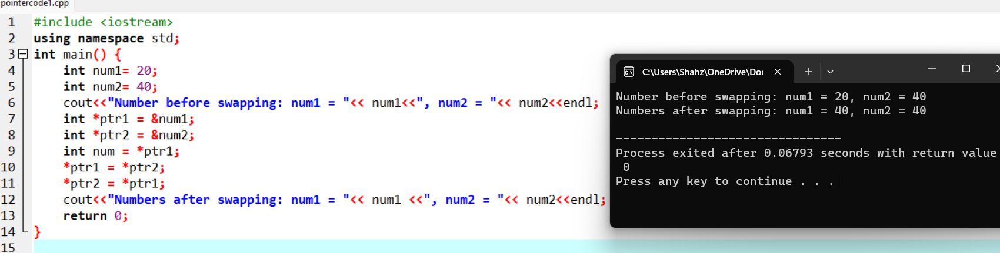 pointercode1.cpp
1 #include <iostream>
2 using namespace std;
3 int main() {
4 int num1= 20;
5 int num2= 40;
6 cout<<"Number before swapping: num1 = "<< num1<<", num2 = "<< num2<<endl;
7 int *ptr1 = &num1;
8 int *ptr2 = &num2;
9 int num = *ptr1;
10 *ptr1 = *ptr2;
11 *ptr2 = *ptr1;
12 cout<<"Numbers after swapping: num1 = "<< num1 <<", num2 = "<< num2<<endl;
13 return 0;
14 }
15
C:\Users\Shahz\OneDrive\Do
Number before swapping: num1 = 20, num2 = 40
Numbers after swapping: num1 = 40, num2 = 40
--------------------------------
Process exited after 0.06793 seconds with return value
0
Press any key to continue . . .